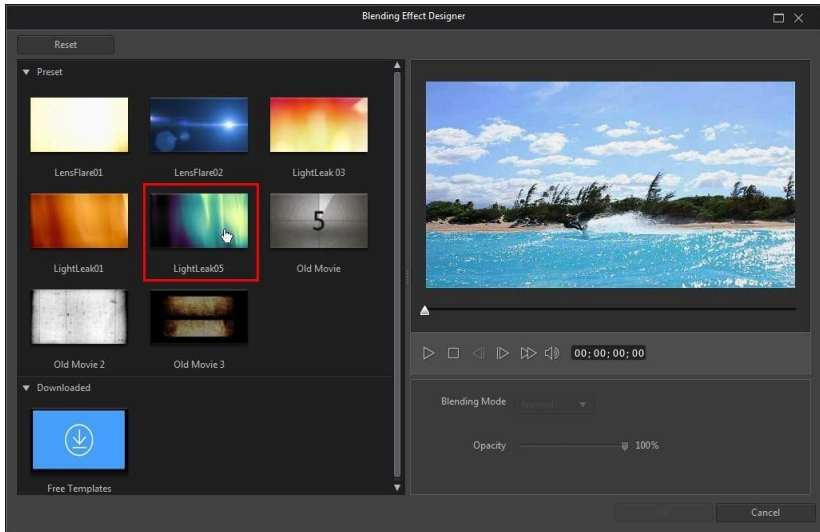 Blending Effect Designer
Reset
Preset
LensFlare01
LensFlare02
LightLeak 03
LightLeak01
LightLeak05
5
Old Movie
Old Movie 2
Old Movie 3
Downloaded
Free Templates
00;00;00;00
Blending Mode
Normal
Opacity
100%
Cancel